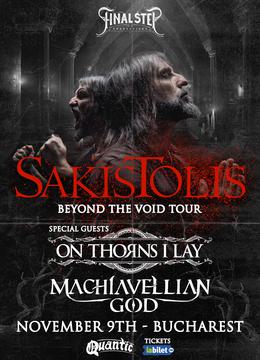 FINAL STEP
PRODUCTIONS
SAKIS TOLIS
BEYOND THE VOID TOUR
SPECIAL GUESTS
ON THORNS I LAY
MACHIAVELLIAN
GOD
NOVEMBER 9TH - BUCHAREST
Quantic
TICKETS
iabilet